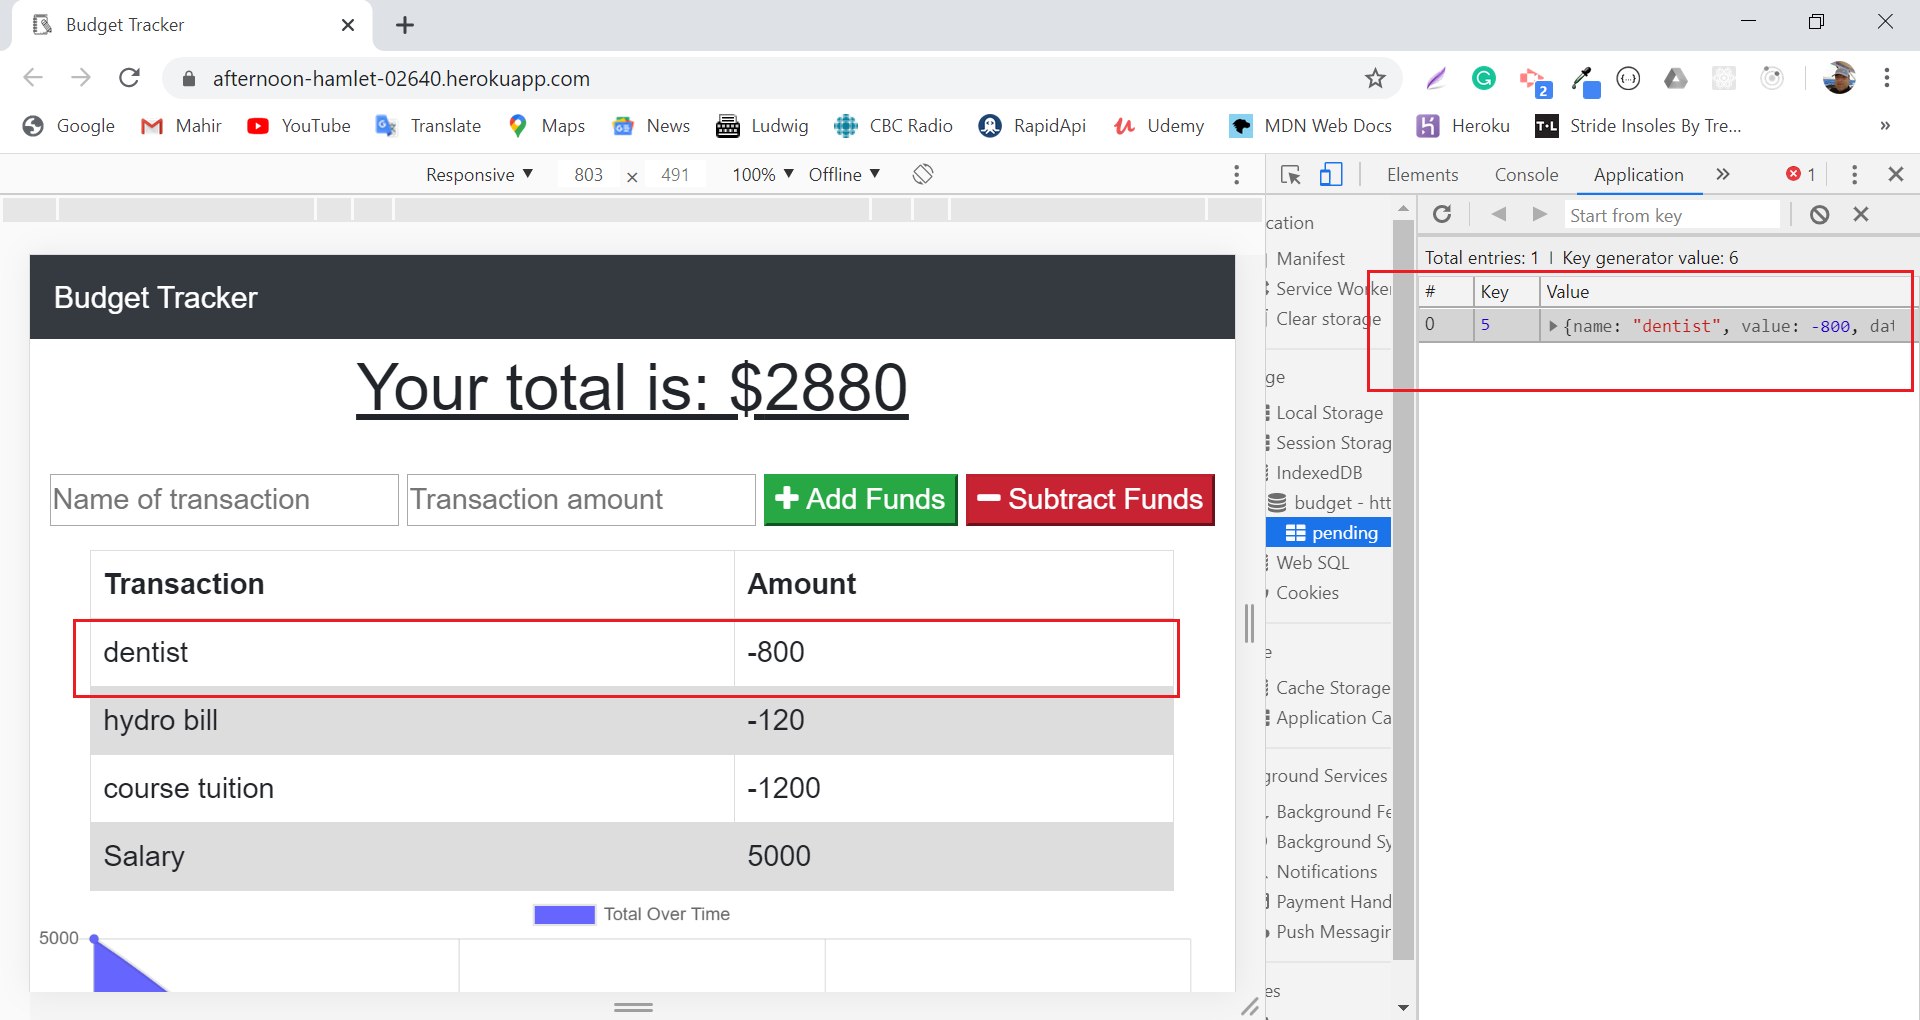 Budget Tracker
afternoon-hamlet-02640.herokuapp.com
2
Google Mahir YouTube Translate Maps News Ludwig CBC Radio RapidApi Udemy MDN Web Docs Heroku T·L Stride Insoles By Tre... »
Responsive ▼ 803 × 491 100% ▼ Offline ▼
Elements Console Application » 1
Start from key
Total entries: 1 | Key generator value: 6
# Key Value
0 5 {name: "dentist", value: -800, dat
cation
Manifest
Service Worker
Clear storage
ge
Local Storage
Session Storag
IndexedDB
budget - htt
pending
Web SQL
Cookies
e
Cache Storage
Application Ca
ground Services
Background Fe
Background Sy
Notifications
Payment Hand
Push Messagin
es
Budget Tracker
Your total is: $2880
Name of transaction Transaction amount Add Funds Subtract Funds
Transaction Amount
dentist -800
hydro bill -120
course tuition -1200
Salary 5000
Total Over Time
5000